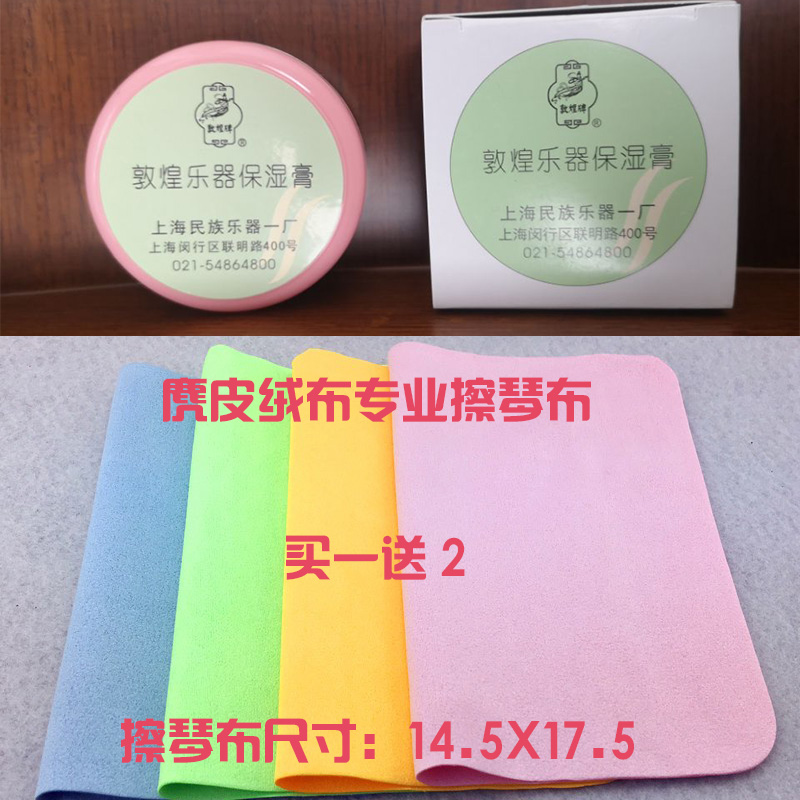 敦煌牌
®
敦煌乐器保湿膏
上海民族乐器一厂
上海闵行区联明路400号
021-54864800
敦煌牌
®
敦煌乐器保湿膏
上海民族乐器一厂
上海闵行区联明路400号
021-54864800
麂皮绒布专业擦琴布
买一送2
擦琴布尺寸：14.5X17.5